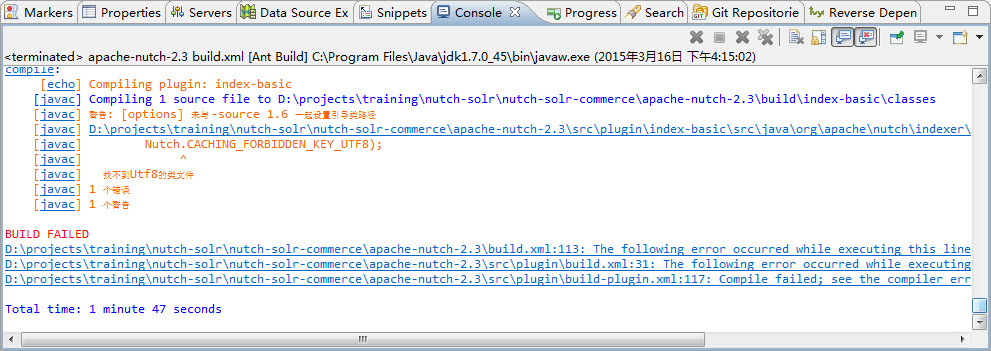 Markers Properties Servers Data Source Ex Snippets Console Progress Search Git Repositorie Reverse Depen
<terminated> apache-nutch-2.3 build.xml [Ant Build] C:\Program Files\Java\jdk1.7.0_45\bin\javaw.exe (2015年3月16日 下午4:15:02)
compile:
[echo] Compiling plugin: index-basic
[javac] Compiling 1 source file to D:\projects\training\nutch-solr\nutch-solr-commerce\apache-nutch-2.3\build\index-basic\classes
[javac] 警告: [options] 未与 -source 1.6 一起设置引导类路径
[javac] D:\projects\training\nutch-solr\nutch-solr-commerce\apache-nutch-2.3\src\plugin\index-basic\src\java\org\apache\nutch\indexer\
[javac] Nutch.CACHING_FORBIDDEN_KEY_UTF8);
[javac] ^
[javac] 找不到Utf8的类文件
[javac] 1 个错误
[javac] 1 个警告
BUILD FAILED
D:\projects\training\nutch-solr\nutch-solr-commerce\apache-nutch-2.3\build.xml:113: The following error occurred while executing this line
D:\projects\training\nutch-solr\nutch-solr-commerce\apache-nutch-2.3\src\plugin\build.xml:31: The following error occurred while executing
D:\projects\training\nutch-solr\nutch-solr-commerce\apache-nutch-2.3\src\plugin\build-plugin.xml:117: Compile failed; see the compiler err
Total time: 1 minute 47 seconds